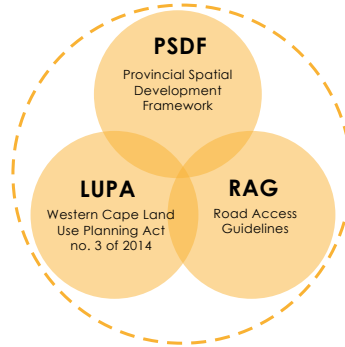 PSDF
Provincial Spatial
Development
Framework
LUPA
Western Cape Land
Use Planning Act
no. 3 of 2014
RAG
Road Access
Guidelines